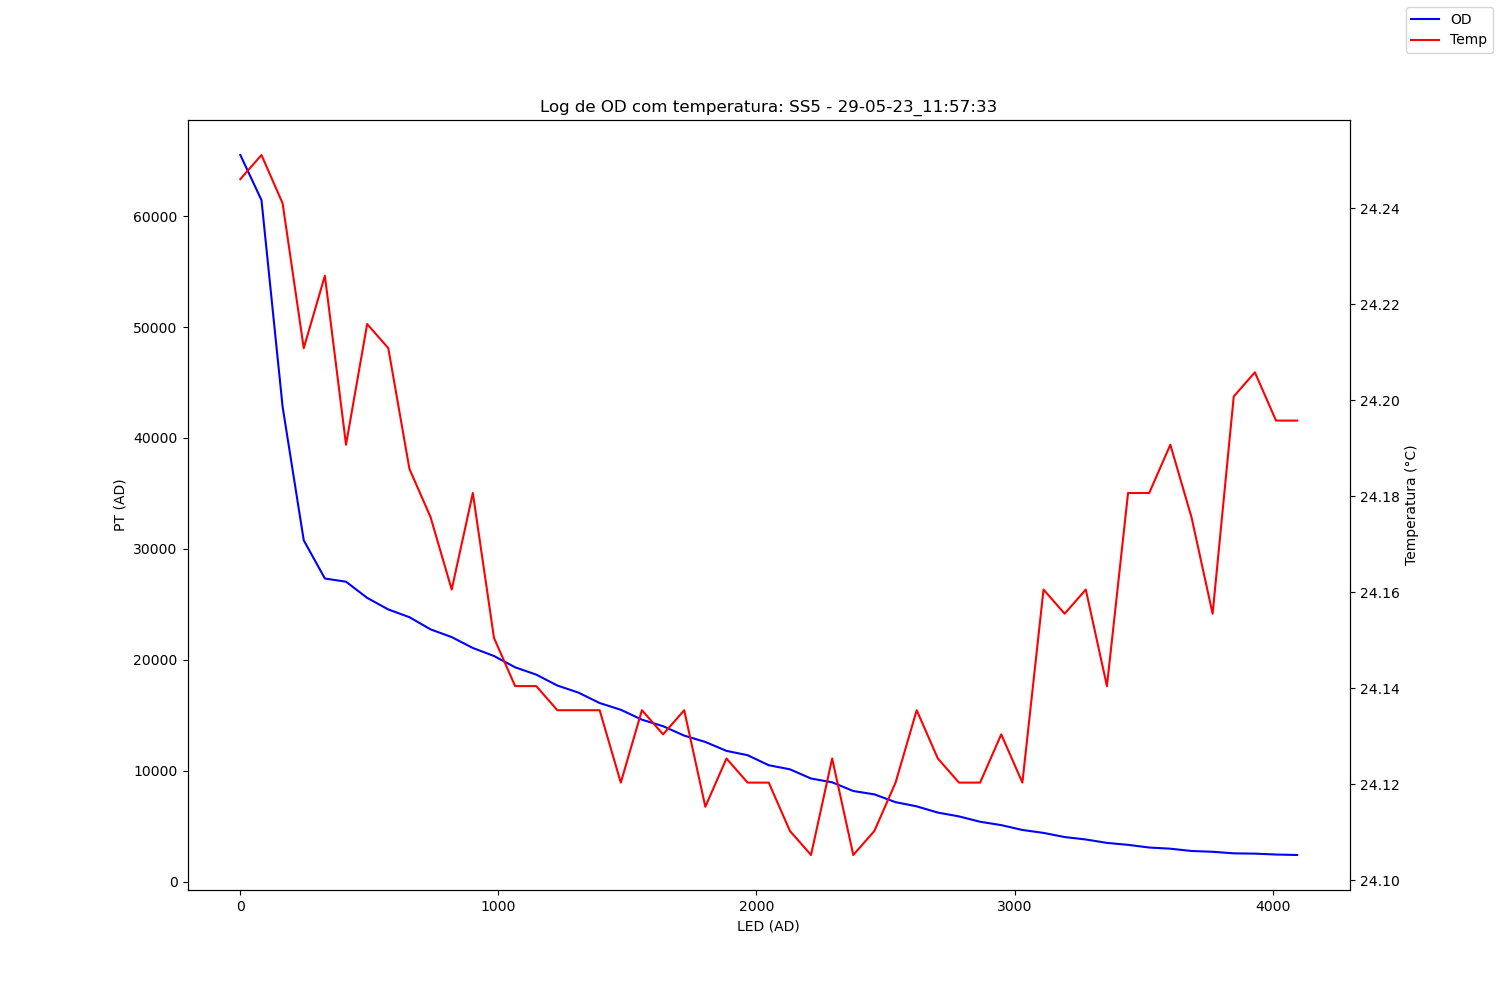 OD
Temp
Log de OD com temperatura: SS5 - 29-05-23_11:57:33
PT (AD)
60000
50000
40000
30000
20000
10000
0
24.24
24.22
24.20
24.18
24.16
24.14
24.12
24.10
Temperatura (°C)
0 1000 2000 3000 4000
LED (AD)